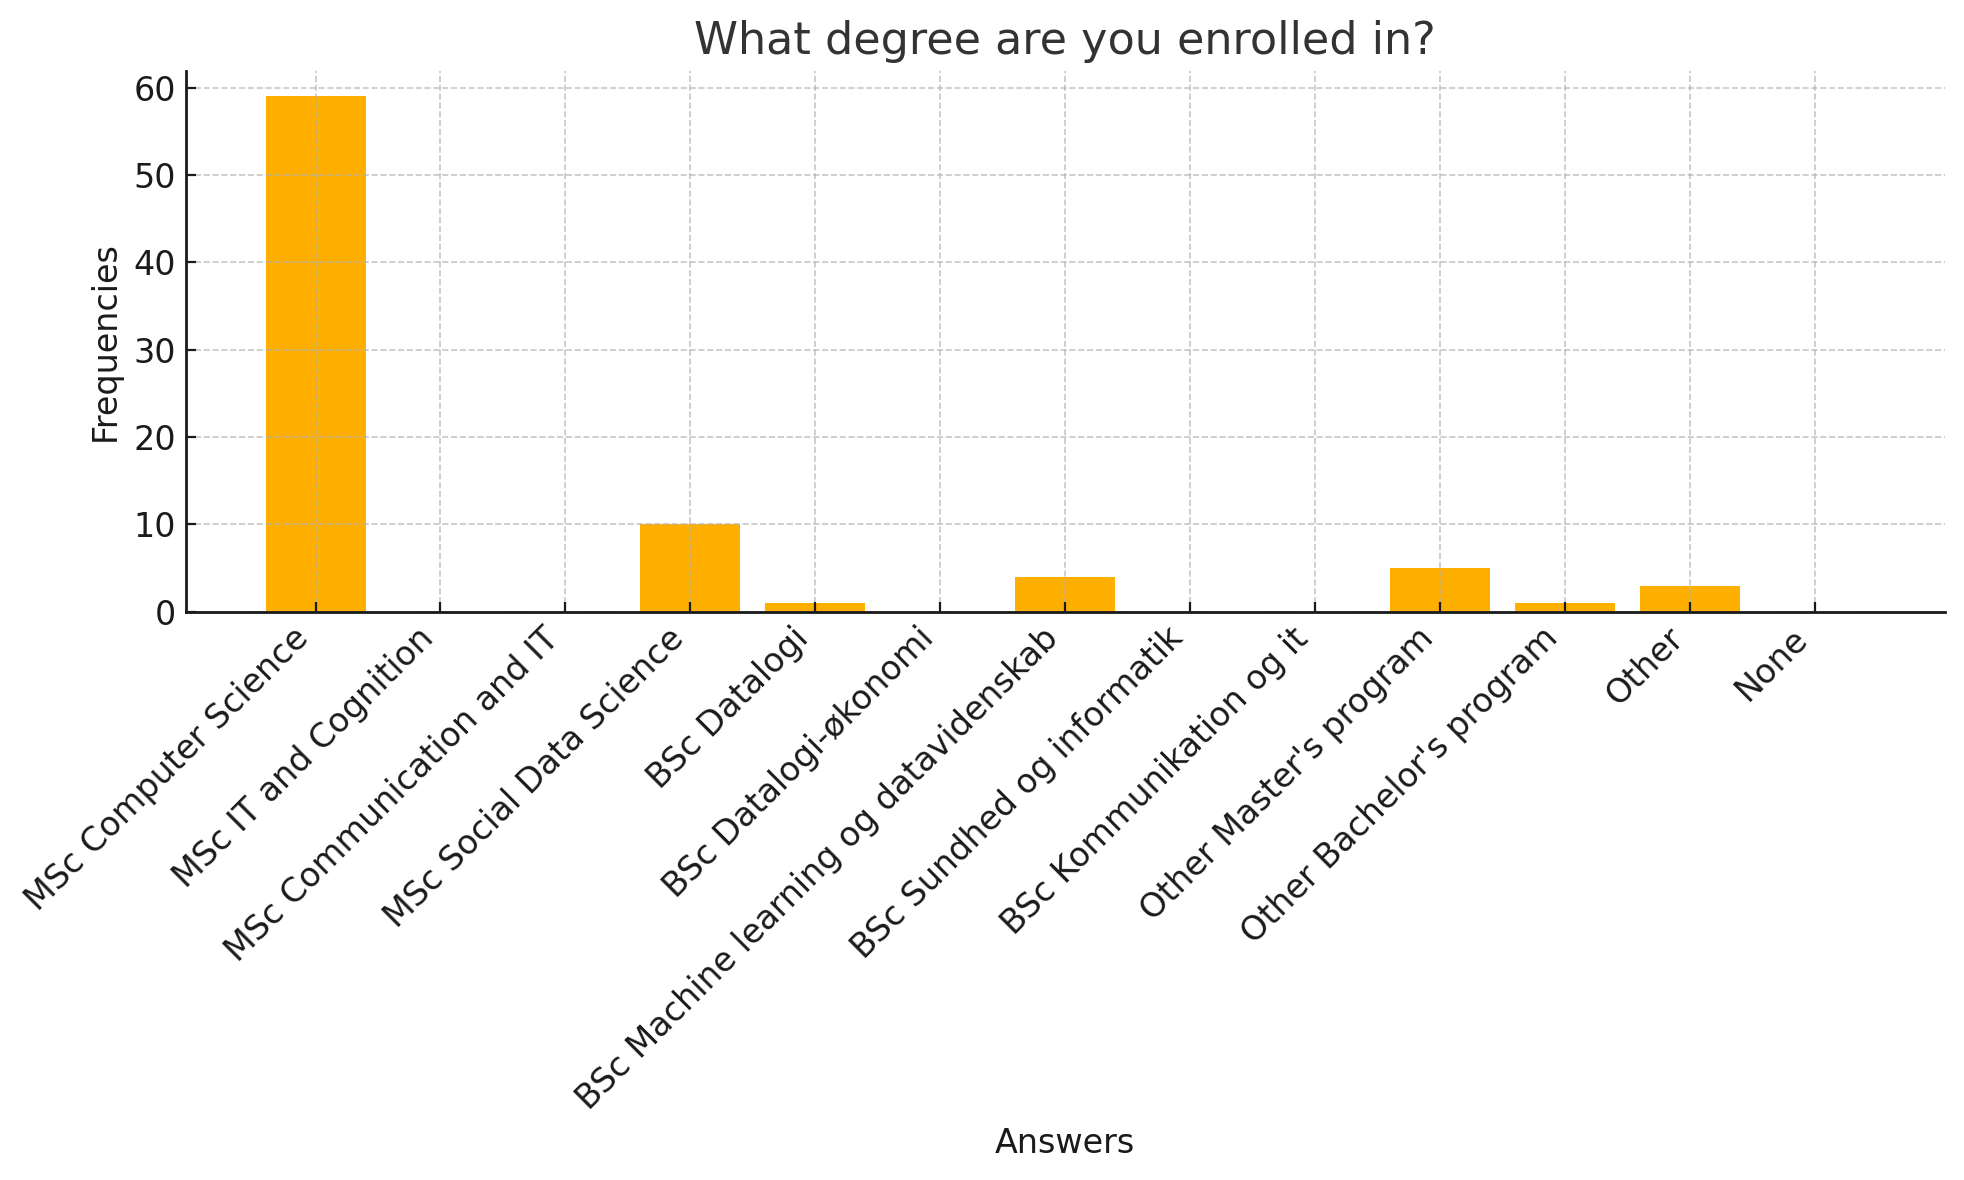 What degree are you enrolled in?
Frequencies
60
50
40
30
20
10
0
MSc Computer Science
MSc IT and Cognition
MSc Communication and IT
MSc Social Data Science
BSc Datalogi
BSc Datalogi-økonomi
BSc Machine learning og datavidenskab
BSc Sundhed og informatik
BSc Kommunikation og it
Other Master's program
Other Bachelor's program
Other
None
Answers